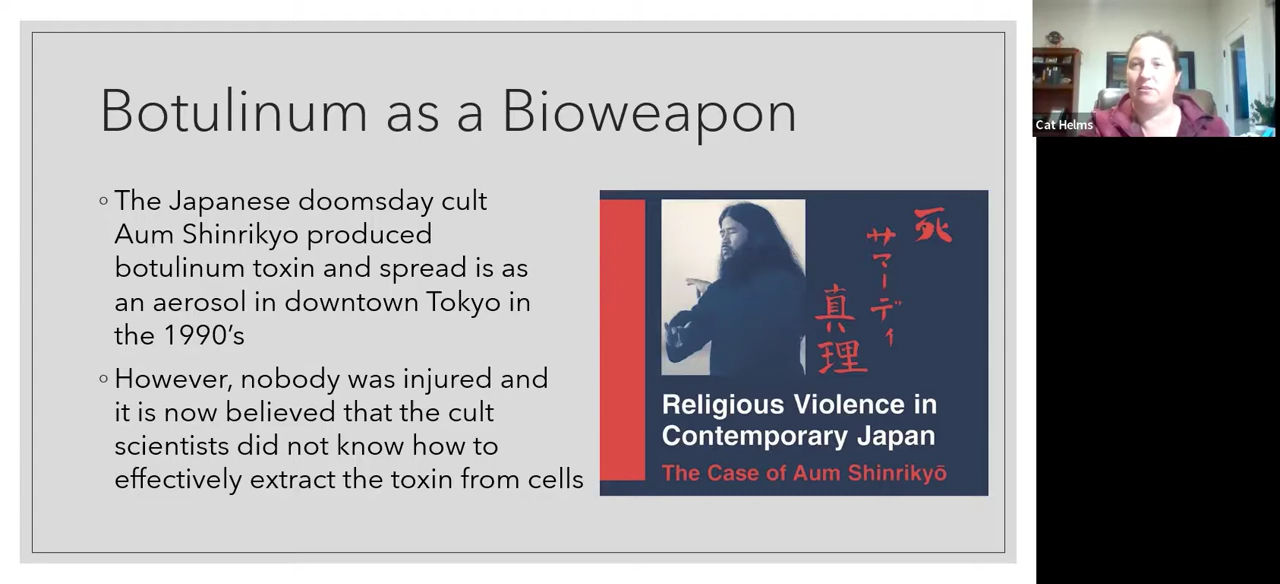 Botulinum as a Bioweapon
◦ The Japanese doomsday cult
Aum Shinrikyo produced
botulinum toxin and spread is as
an aerosol in downtown Tokyo in
the 1990’s
◦ However, nobody was injured and
it is now believed that the cult
scientists did not know how to
effectively extract the toxin from cells
死
サマーディ
真理
Religious Violence in
Contemporary Japan
The Case of Aum Shinrikyō
Cat Helms